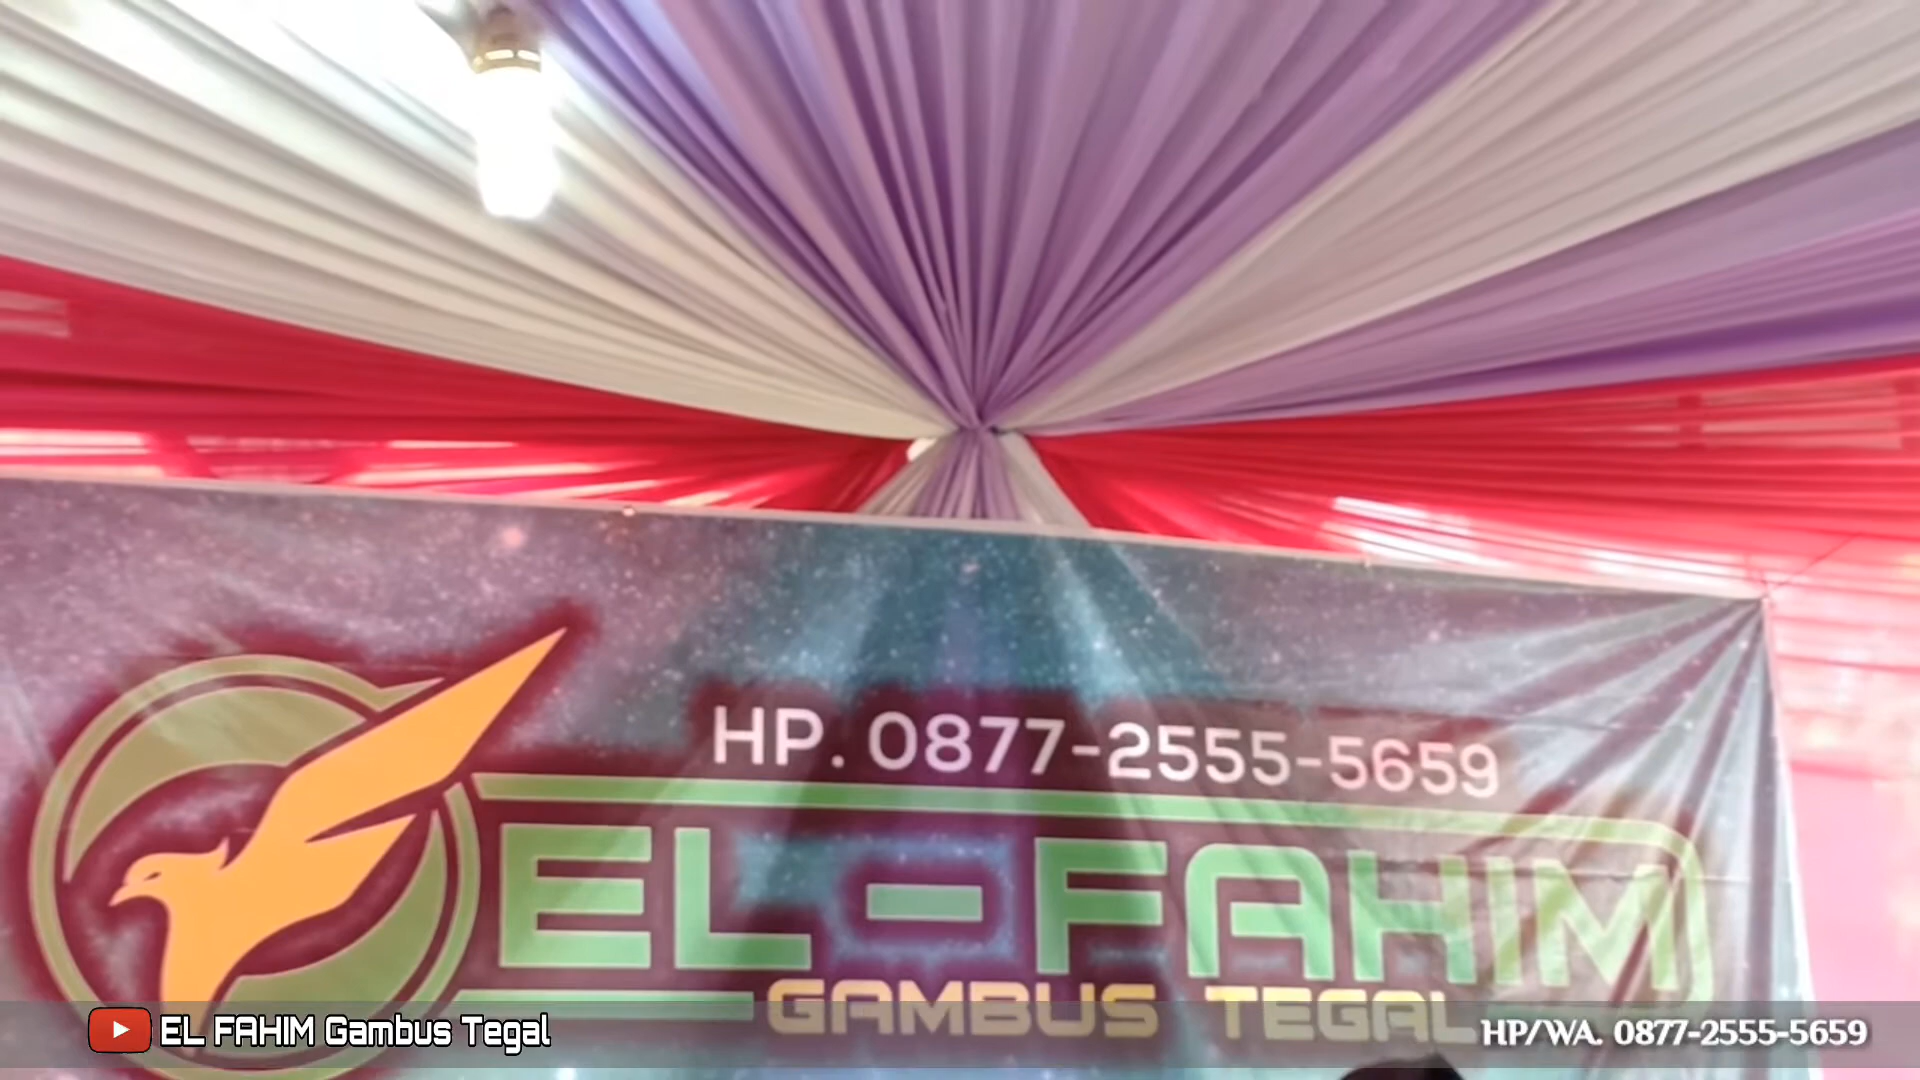 HP. 0877-2555-5659
EL-FAHIM
GAMBUS TEGAL
EL FAHIM Gambus Tegal
HP/WA. 0877-2555-5659